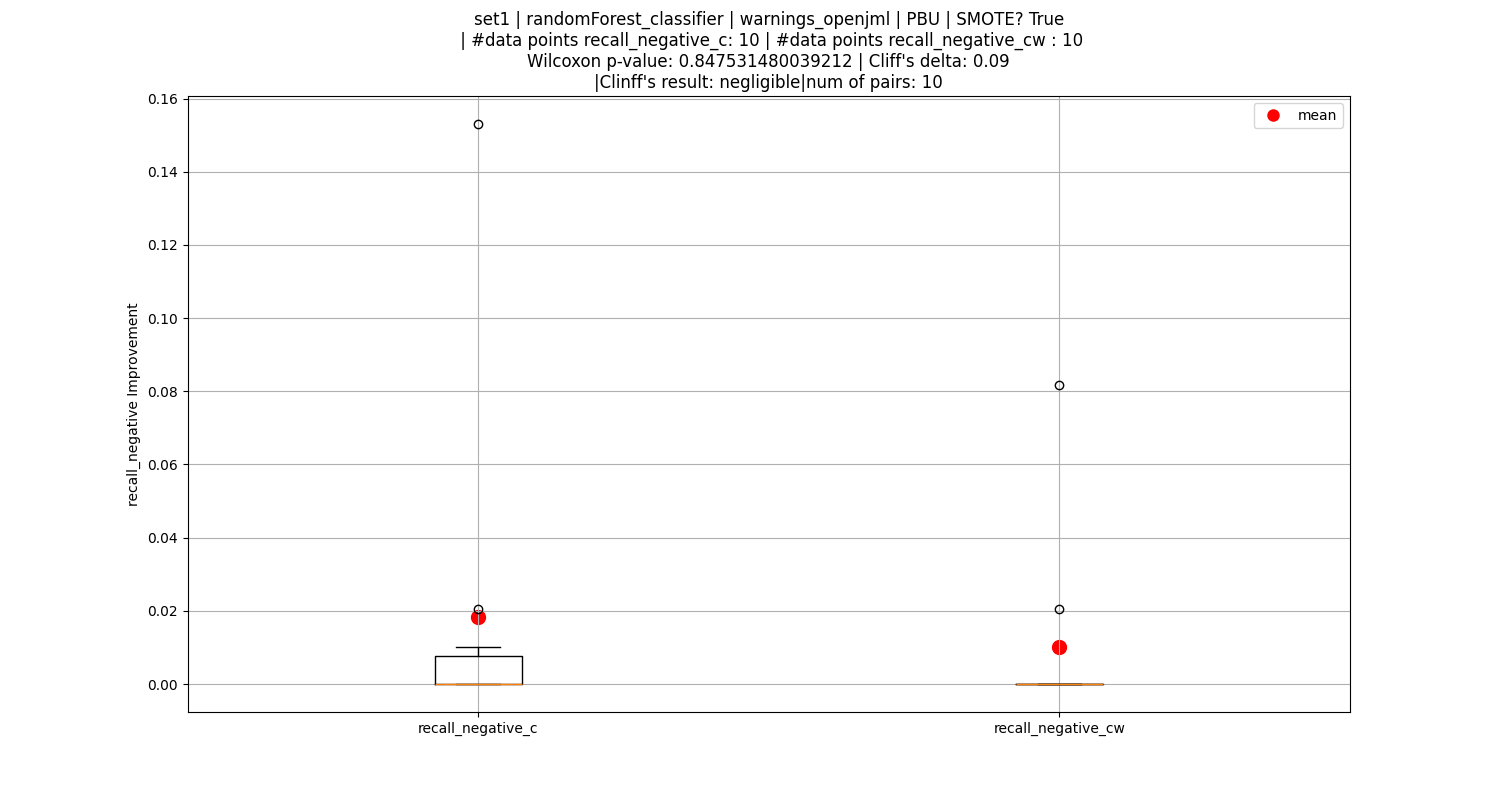 set1 | randomForest_classifier | warnings_openjml | PBU | SMOTE? True
| #data points recall_negative_c: 10 | #data points recall_negative_cw : 10
Wilcoxon p-value: 0.847531480039212 | Cliff's delta: 0.09
|Clinff's result: negligible|num of pairs: 10
mean
0.16
0.14
0.12
0.10
0.08
0.06
0.04
0.02
0.00
recall_negative Improvement
recall_negative_c
recall_negative_cw